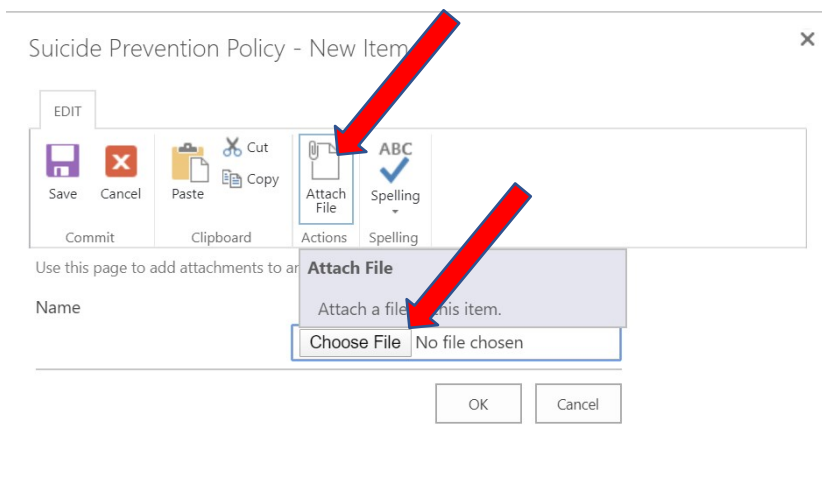 Suicide Prevention Policy - New Item
EDIT
Save
Cancel
Paste
Cut
Copy
Attach
File
ABC
Spelling
Commit
Clipboard
Actions
Spelling
Use this page to add attachments to
Attach File
Name
Attach a file this item.
Choose File No file chosen
OK
Cancel